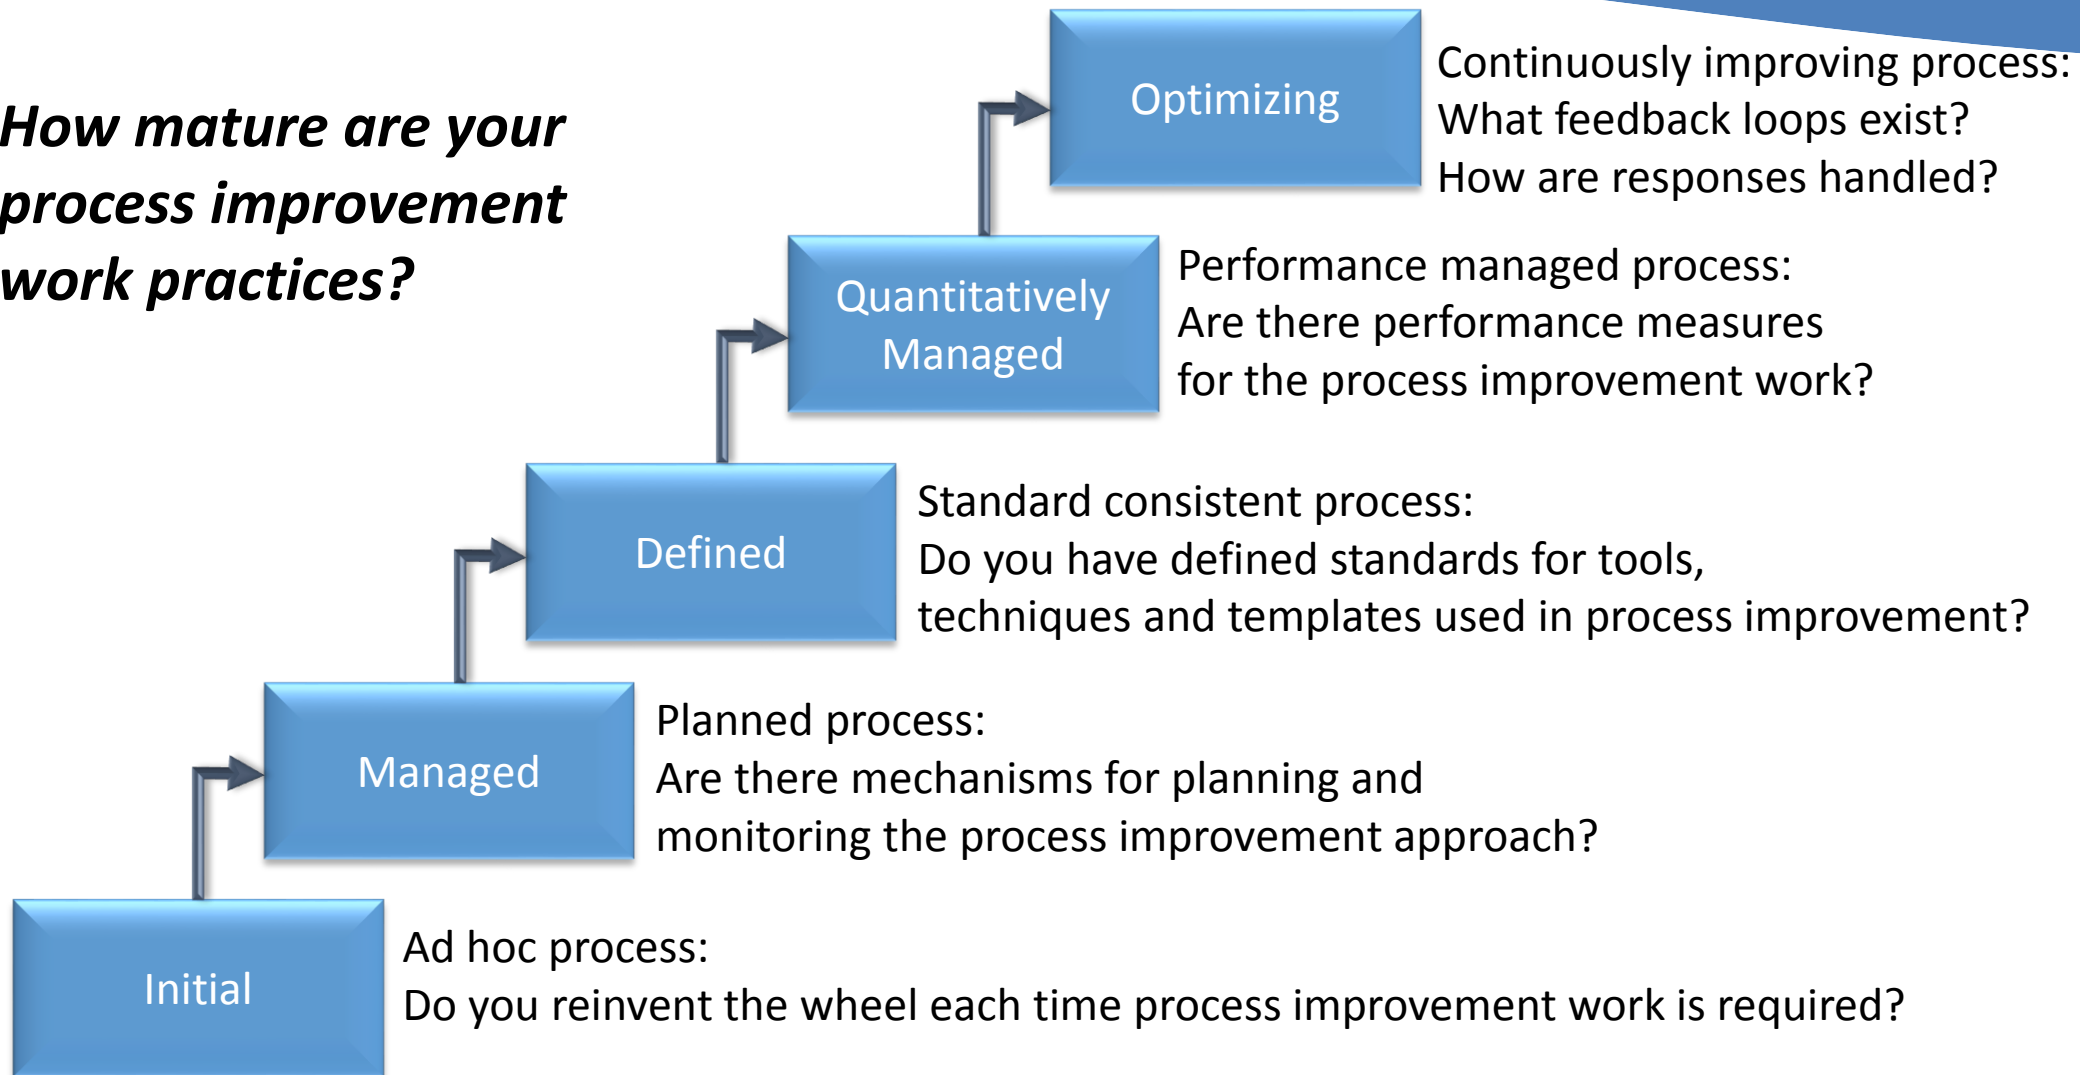 How mature are your
process improvement
work practices?
Optimizing
Continuously improving process:
What feedback loops exist?
How are responses handled?
Quantitatively
Managed
Performance managed process:
Are there performance measures
for the process improvement work?
Defined
Standard consistent process:
Do you have defined standards for tools,
techniques and templates used in process improvement?
Managed
Planned process:
Are there mechanisms for planning and
monitoring the process improvement approach?
Initial
Ad hoc process:
Do you reinvent the wheel each time process improvement work is required?